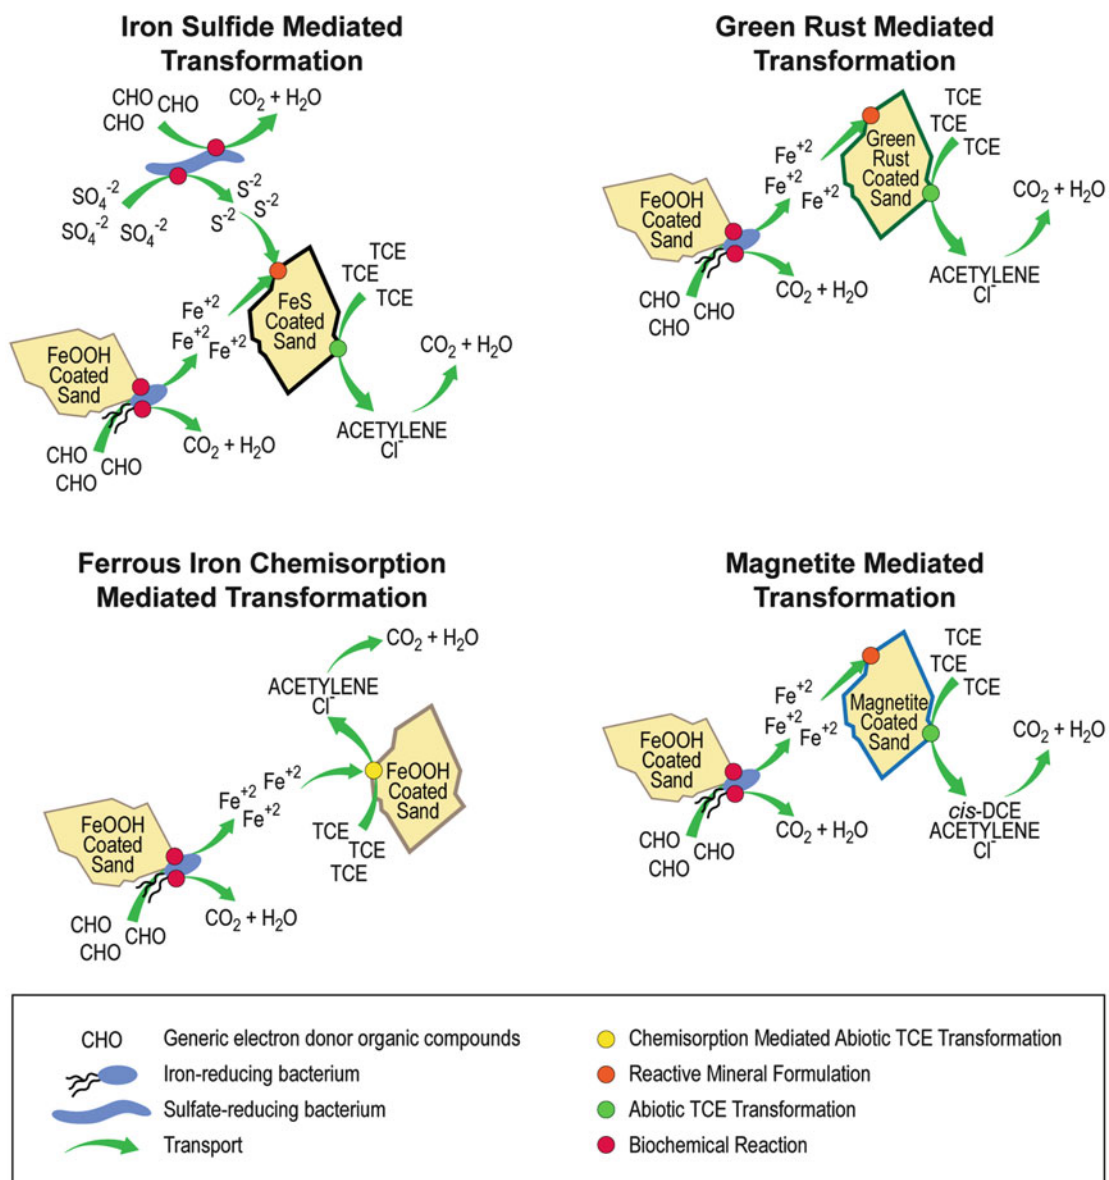 Iron Sulfide Mediated
Transformation
CHO
CHO
CHO
CO₂ + H₂O
SO₄⁻²
SO₄⁻²
SO₄⁻²
S⁻²
S⁻²
S⁻²
TCE
TCE
TCE
Fe⁺²
Fe⁺²
Fe⁺²
FeS
Coated
Sand
FeOOH
Coated
Sand
CO₂ + H₂O
ACETYLENE
Cl⁻
CO₂ + H₂O
CHO
CHO
CHO
Green Rust Mediated
Transformation
TCE
TCE
TCE
Green
Rust
Coated
Sand
Fe⁺²
Fe⁺²
Fe⁺²
FeOOH
Coated
Sand
CO₂ + H₂O
ACETYLENE
Cl⁻
CO₂ + H₂O
CHO
CHO
CHO
Ferrous Iron Chemisorption
Mediated Transformation
CO₂ + H₂O
ACETYLENE
Cl⁻
FeOOH
Coated
Sand
Fe⁺²
Fe⁺²
Fe⁺²
TCE
TCE
TCE
FeOOH
Coated
Sand
CO₂ + H₂O
CHO
CHO
CHO
Magnetite Mediated
Transformation
TCE
TCE
TCE
Magnetite
Coated
Sand
Fe⁺²
Fe⁺²
Fe⁺²
FeOOH
Coated
Sand
CO₂ + H₂O
cis-DCE
ACETYLENE
Cl⁻
CO₂ + H₂O
CHO
CHO
CHO
CHO Generic electron donor organic compounds
Iron-reducing bacterium
Sulfate-reducing bacterium
Transport
Chemisorption Mediated Abiotic TCE Transformation
Reactive Mineral Formulation
Abiotic TCE Transformation
Biochemical Reaction